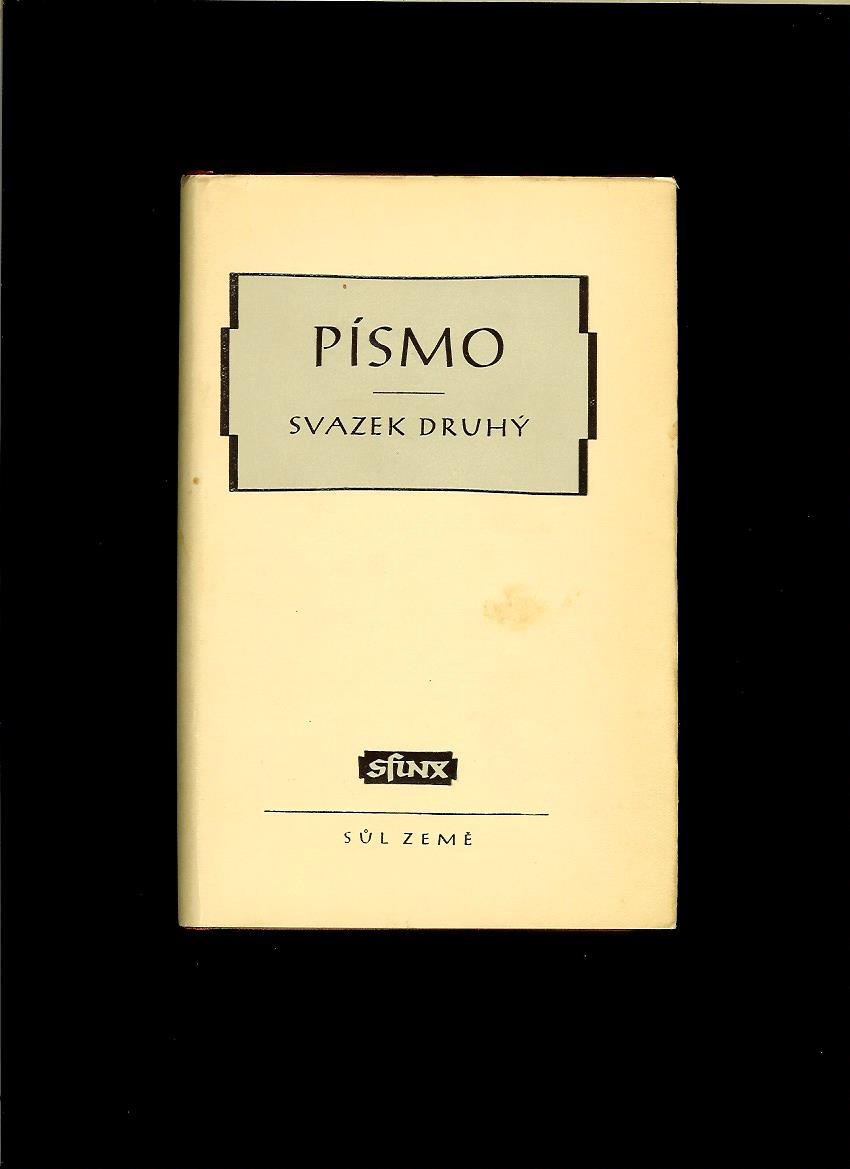 PÍSMO
SVAZEK DRUHÝ
sfinx
SŮL ZEMĚ